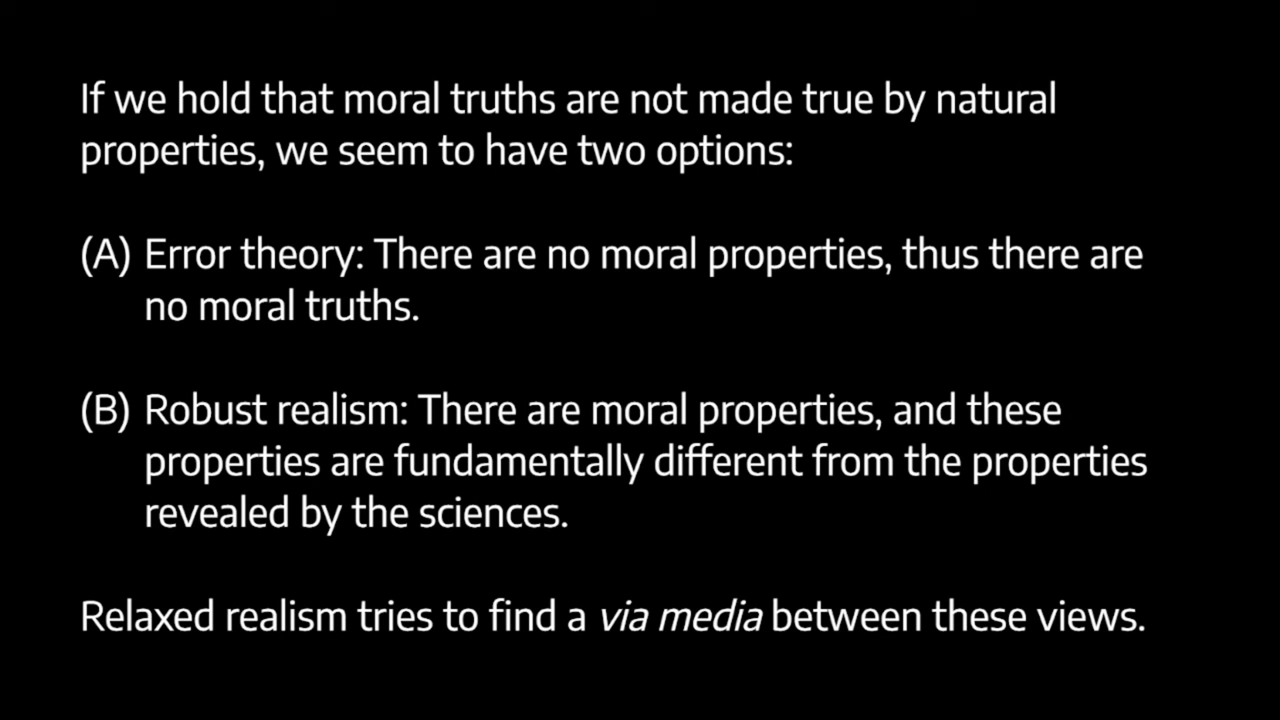 If we hold that moral truths are not made true by natural
properties, we seem to have two options:
(A) Error theory: There are no moral properties, thus there are
no moral truths.
(B) Robust realism: There are moral properties, and these
properties are fundamentally different from the properties
revealed by the sciences.
Relaxed realism tries to find a via media between these views.